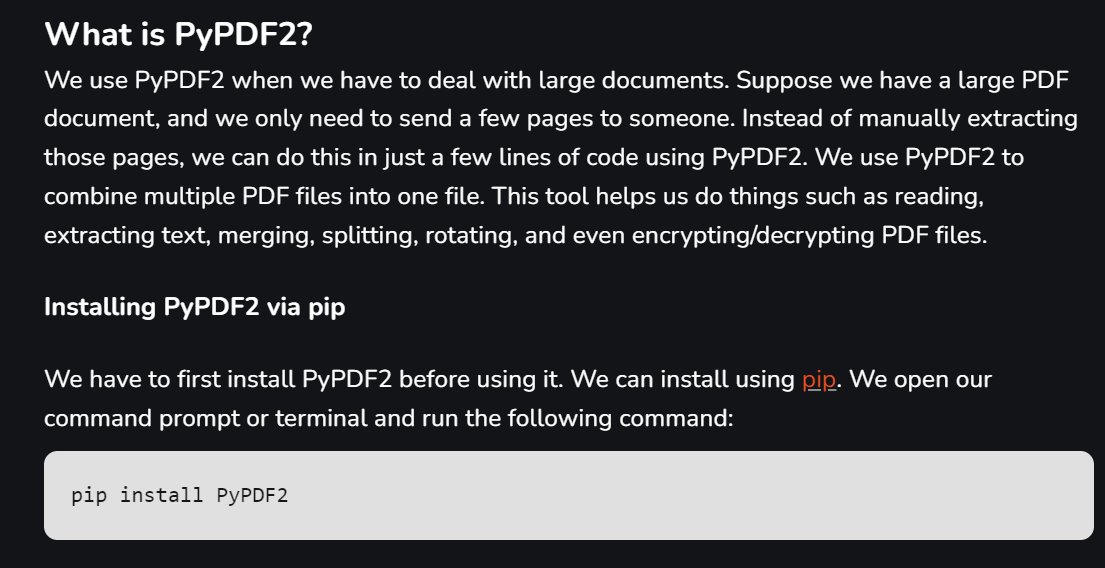 What is PyPDF2?
We use PyPDF2 when we have to deal with large documents. Suppose we have a large PDF
document, and we only need to send a few pages to someone. Instead of manually extracting
those pages, we can do this in just a few lines of code using PyPDF2. We use PyPDF2 to
combine multiple PDF files into one file. This tool helps us do things such as reading,
extracting text, merging, splitting, rotating, and even encrypting/decrypting PDF files.
Installing PyPDF2 via pip
We have to first install PyPDF2 before using it. We can install using pip. We open our
command prompt or terminal and run the following command:
pip install PyPDF2